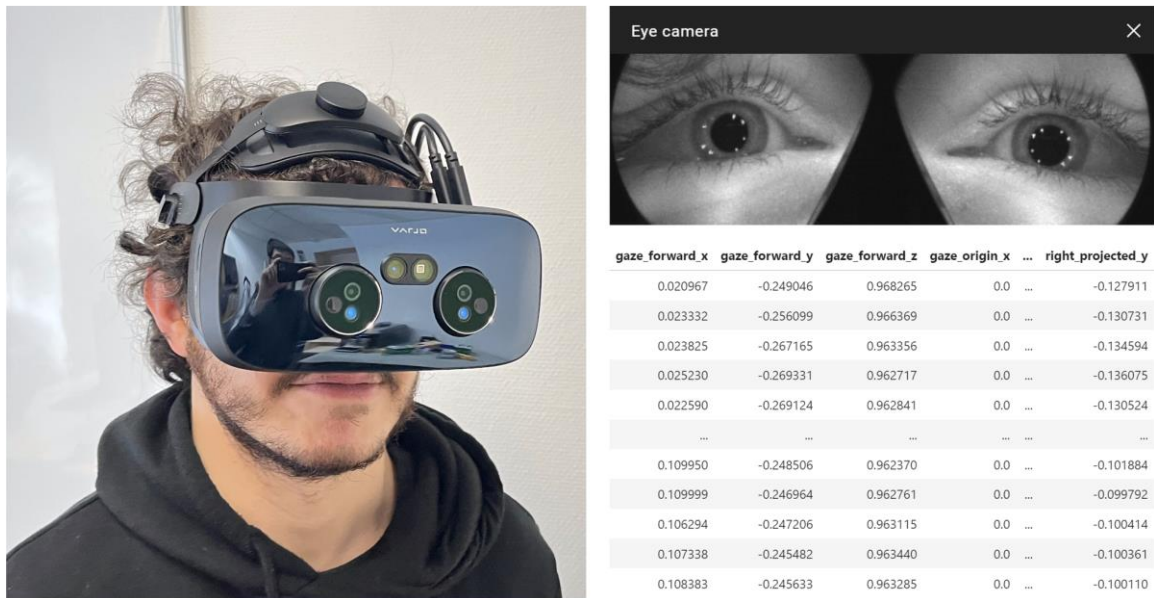 VARJO
Eye camera
gaze_forward_x gaze_forward_y gaze_forward_z gaze_origin_x ... right_projected_y
0.020967 -0.249046 0.968265 0.0 ... -0.127911
0.023332 -0.256099 0.966369 0.0 ... -0.130731
0.023825 -0.267165 0.963356 0.0 ... -0.134594
0.025230 -0.269331 0.962717 0.0 ... -0.136075
0.022590 -0.269124 0.962841 0.0 ... -0.130524
... ... ... ... ... ...
0.109950 -0.248506 0.962370 0.0 ... -0.101884
0.109999 -0.246964 0.962761 0.0 ... -0.099792
0.106294 -0.247206 0.963115 0.0 ... -0.100414
0.107338 -0.245482 0.963440 0.0 ... -0.100361
0.108383 -0.245633 0.963285 0.0 ... -0.100110